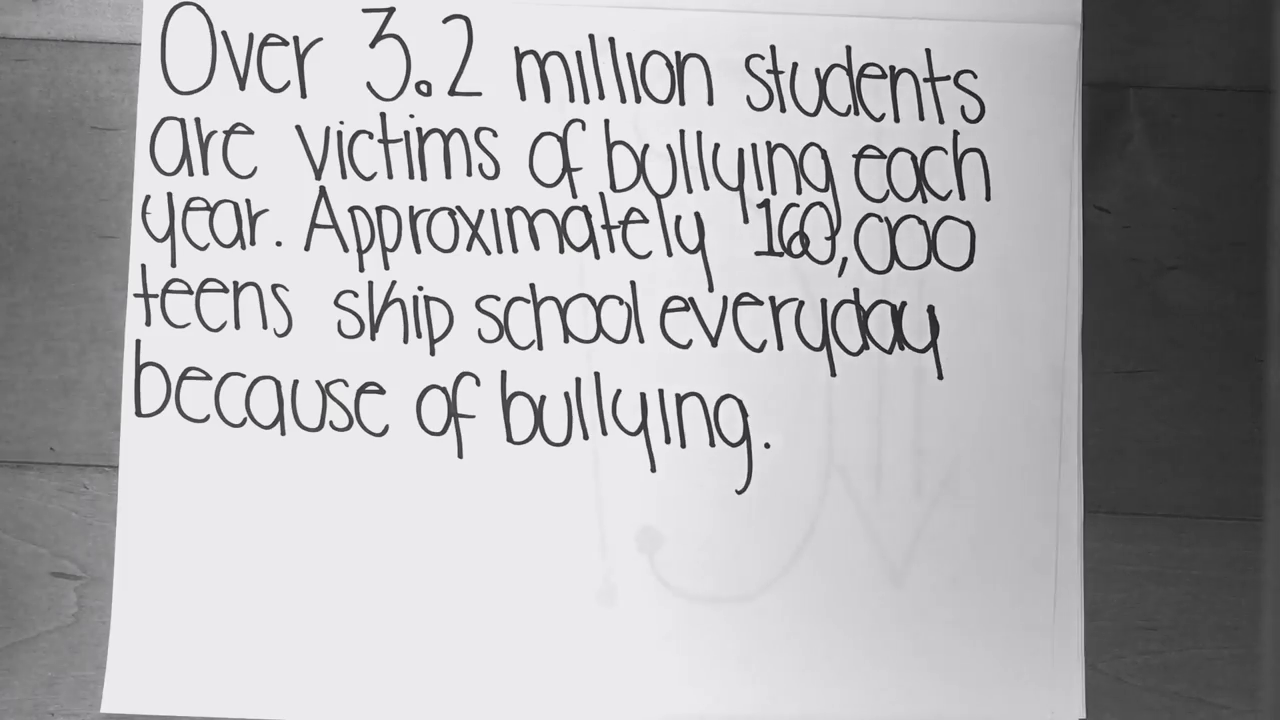 Over 3.2 million students
are victims of bullying each
year. Approximately 160,000
teens skip school everyday
because of bullying.